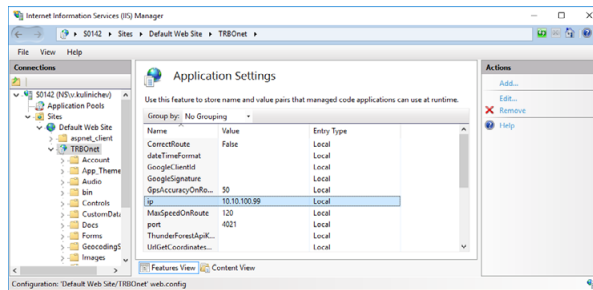 Internet Information Services (IIS) Manager
S0142 Sites Default Web Site TRBOnet
File View Help
Connections
S0142 (NS\v.kulinichev)
Application Pools
Sites
Default Web Site
aspnet_client
TRBOnet
Account
App_Theme
Audio
bin
Controls
CustomData
Docs
Forms
GeocodingS
Images
Application Settings
Use this feature to store name and value pairs that managed code applications can use at runtime.
Group by: No Grouping
Name Value Entry Type
CorrectRoute False Local
dateTimeFormat Local
GoogleClientId Local
GoogleSignature Local
GpsAccuracyOnRo... 50 Local
ip 10.10.100.99 Local
MaxSpeedOnRoute 120 Local
port 4021 Local
ThunderForestApiK... Local
UrlGetCoordinates... Local
Features View Content View
Actions
Add...
Edit...
Remove
Help
Configuration: 'Default Web Site/TRBOnet' web.config